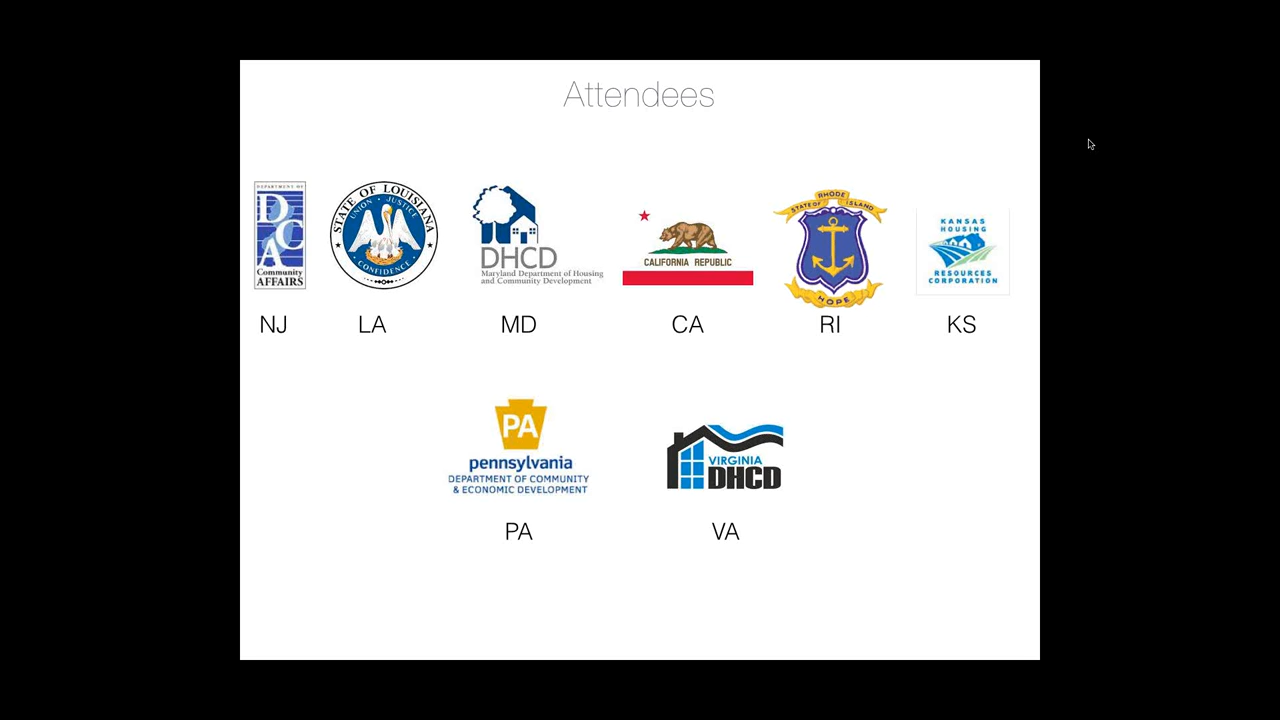 Attendees
DEPARTMENT OF
DCA
Community
AFFAIRS
STATE OF LOUISIANA
UNION · JUSTICE
CONFIDENCE
DHCD
Maryland Department of Housing
and Community Development
CALIFORNIA REPUBLIC
RHODE
STATE OF ISLAND
HOPE
KANSAS
HOUSING
RESOURCES
CORPORATION
NJ
LA
MD
CA
RI
KS
PA
pennsylvania
DEPARTMENT OF COMMUNITY
& ECONOMIC DEVELOPMENT
VIRGINIA
DHCD
PA
VA